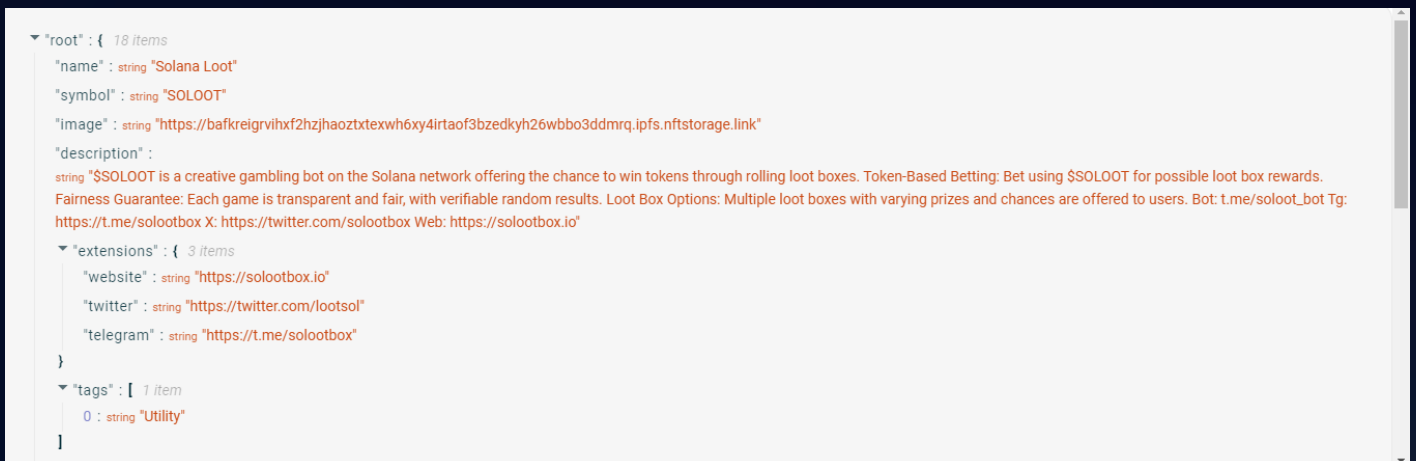 "root" : { 18 items
"name" : string "Solana Loot"
"symbol" : string "SOLOOT"
"image" : string "https://bafkreigrvihxf2hzjhaoztxtexwh6xy4irtaof3bzedkyh26wbbo3ddmrq.ipfs.nftstorage.link"
"description" :
string "$SOLOOT is a creative gambling bot on the Solana network offering the chance to win tokens through rolling loot boxes. Token-Based Betting: Bet using $SOLOOT for possible loot box rewards.
Fairness Guarantee: Each game is transparent and fair, with verifiable random results. Loot Box Options: Multiple loot boxes with varying prizes and chances are offered to users. Bot: t.me/soloot_bot Tg:
https://t.me/solootbox X: https://twitter.com/solootbox Web: https://solootbox.io"
"extensions" : { 3 items
"website" : string "https://solootbox.io"
"twitter" : string "https://twitter.com/lootsol"
"telegram" : string "https://t.me/solootbox"
}
"tags" : [ 1 item
0 : string "Utility"
]